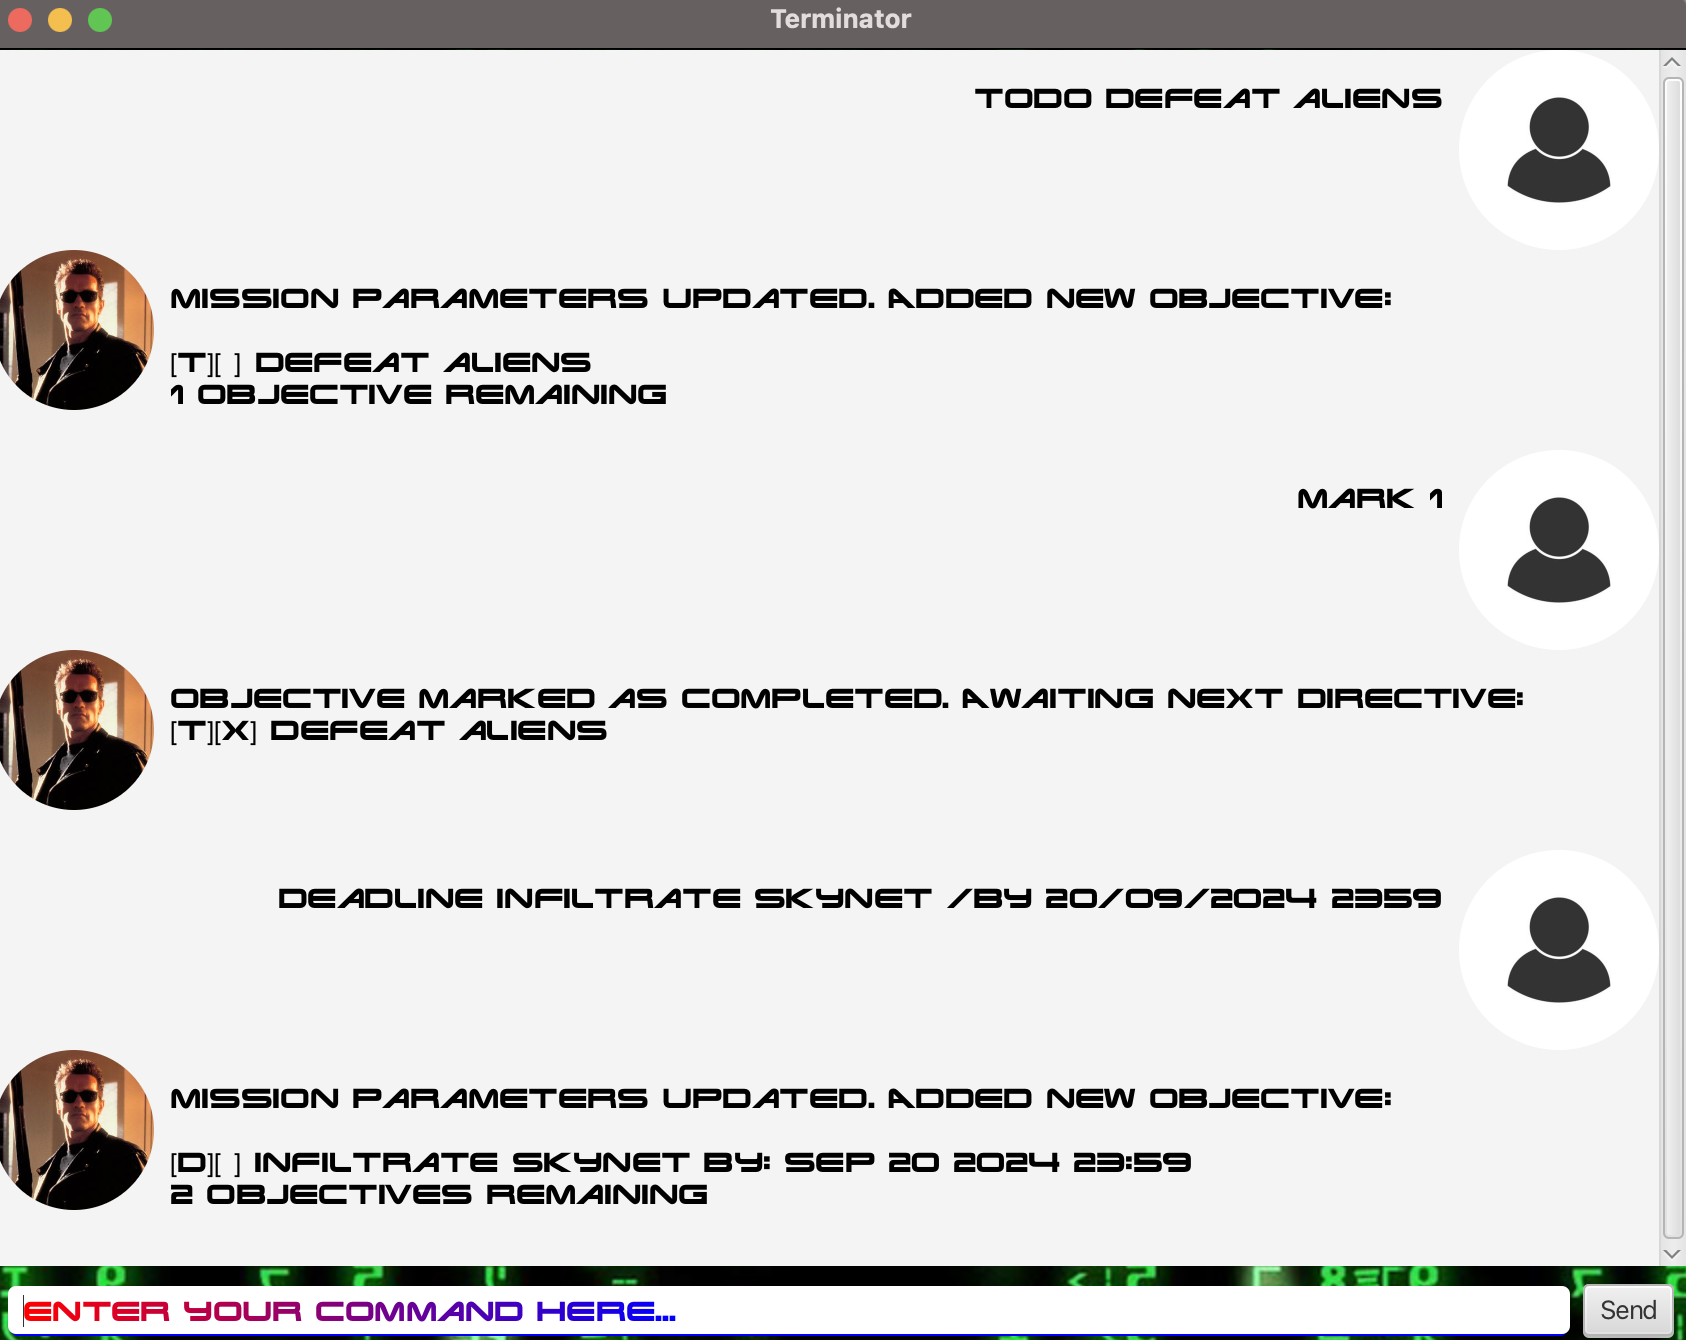 Terminator
TODO DEFEAT ALIENS
MISSION PARAMETERS UPDATED. ADDED NEW OBJECTIVE:
[T][ ] DEFEAT ALIENS
1 OBJECTIVE REMAINING
MARK 1
OBJECTIVE MARKED AS COMPLETED. AWAITING NEXT DIRECTIVE:
[T][X] DEFEAT ALIENS
DEADLINE INFILTRATE SKYNET /BY 20/09/2024 2359
MISSION PARAMETERS UPDATED. ADDED NEW OBJECTIVE:
[D][ ] INFILTRATE SKYNET BY: SEP 20 2024 23:59
2 OBJECTIVES REMAINING
ENTER YOUR COMMAND HERE...
Send